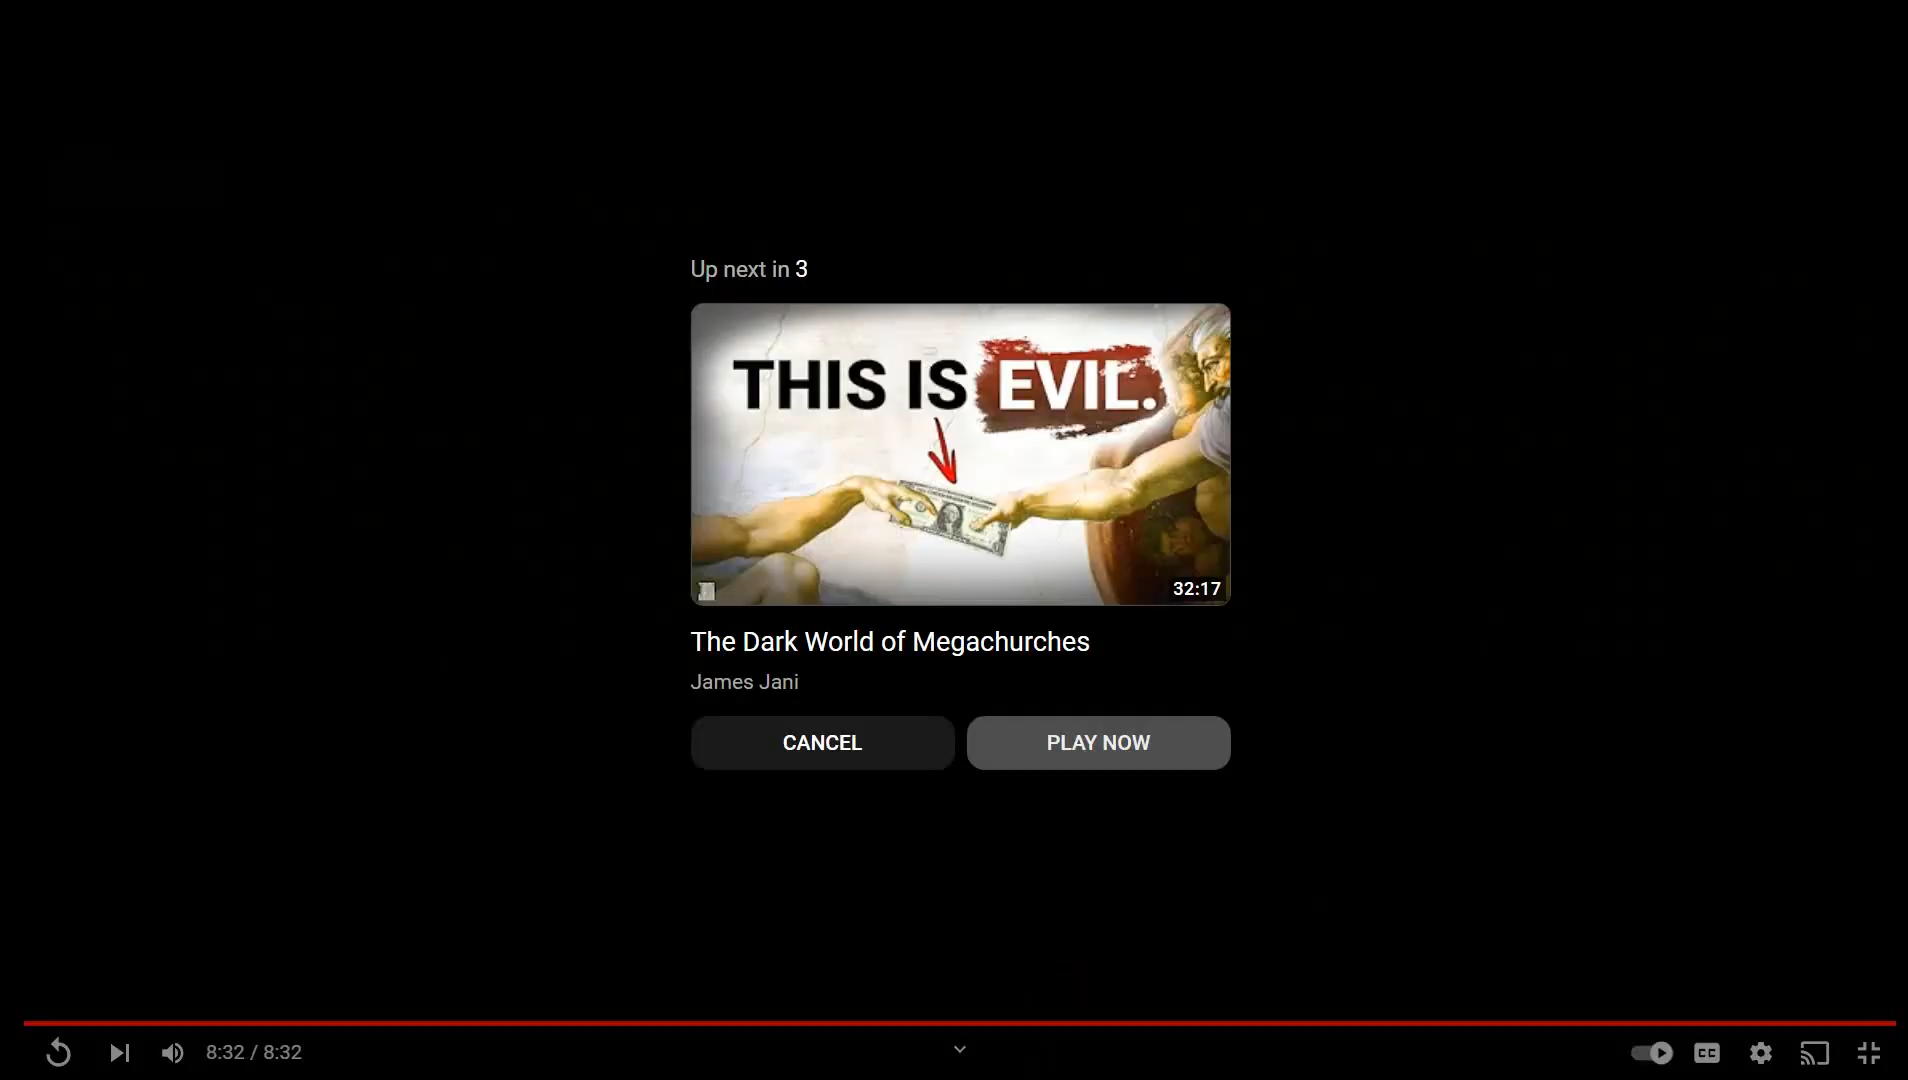 Up next in 3
THIS IS EVIL.
32:17
The Dark World of Megachurches
James Jani
CANCEL
PLAY NOW
8:32 / 8:32
CC